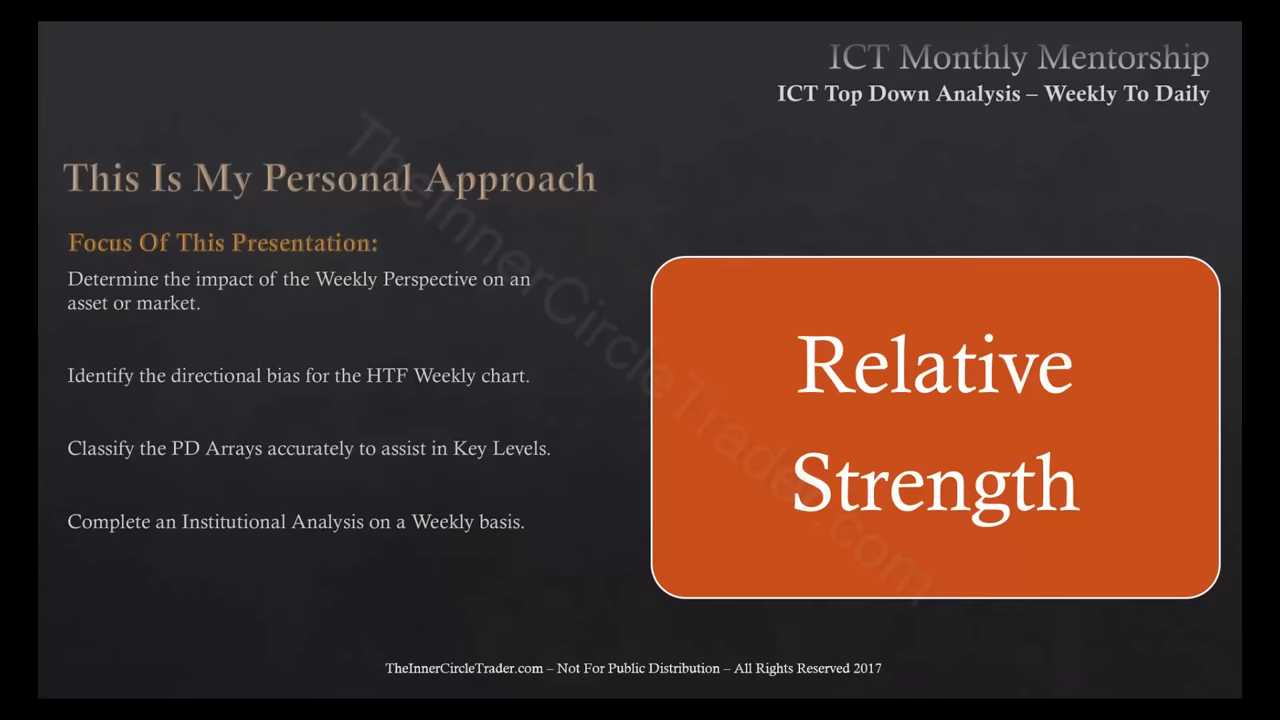 ICT Monthly Mentorship
ICT Top Down Analysis – Weekly To Daily
This Is My Personal Approach
Focus Of This Presentation:
Determine the impact of the Weekly Perspective on an
asset or market.
Identify the directional bias for the HTF Weekly chart.
Classify the PD Arrays accurately to assist in Key Levels.
Complete an Institutional Analysis on a Weekly basis.
Relative
Strength
TheInnerCircleTrader.com
TheInnerCircleTrader.com – Not For Public Distribution – All Rights Reserved 2017